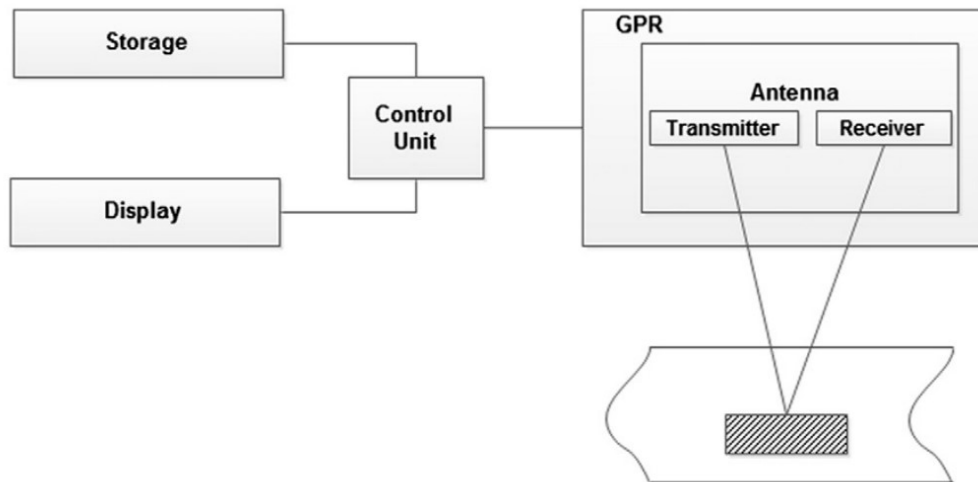 Storage
Display
Control
Unit
GPR
Antenna
Transmitter
Receiver